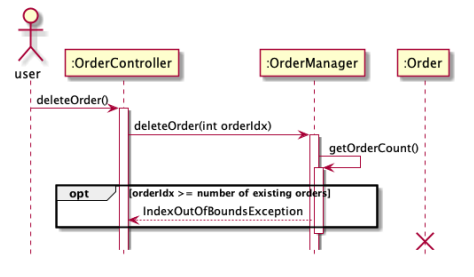 user
:OrderController
:OrderManager
:Order
deleteOrder()
deleteOrder(int orderIdx)
getOrderCount()
opt
[orderIdx >= number of existing orders]
IndexOutOfBoundsException